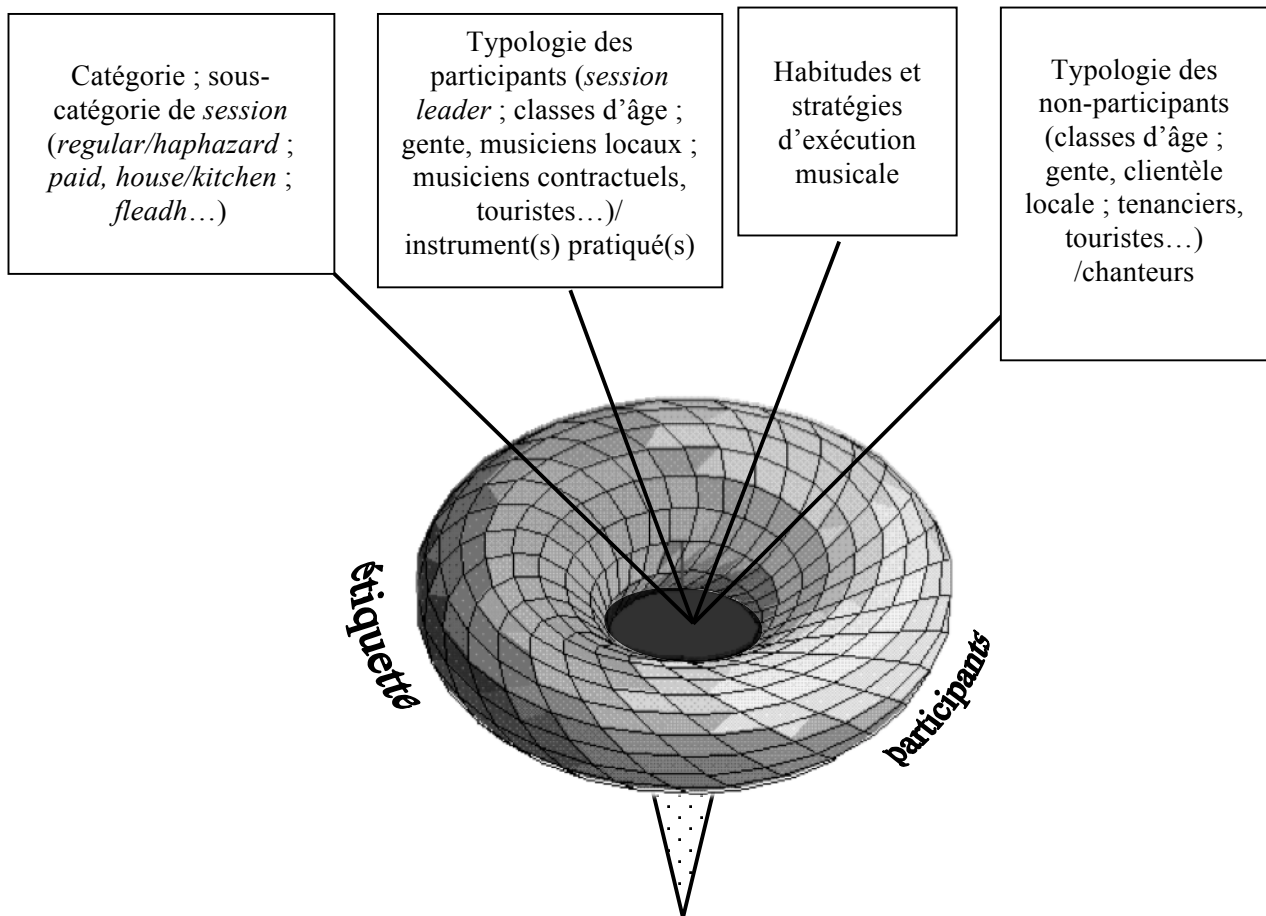 Catégorie ; sous-
catégorie de session
(regular/haphazard ;
paid, house/kitchen ;
fleadh…)
Typologie des
participants (session
leader ; classes d’âge ;
gente, musiciens locaux ;
musiciens contractuels,
touristes…)/
instrument(s) pratiqué(s)
Habitudes et
stratégies
d’exécution
musicale
Typologie des
non-participants
(classes d’âge ;
gente, clientèle
locale ; tenanciers,
touristes…)
/chanteurs
étiquette
participants